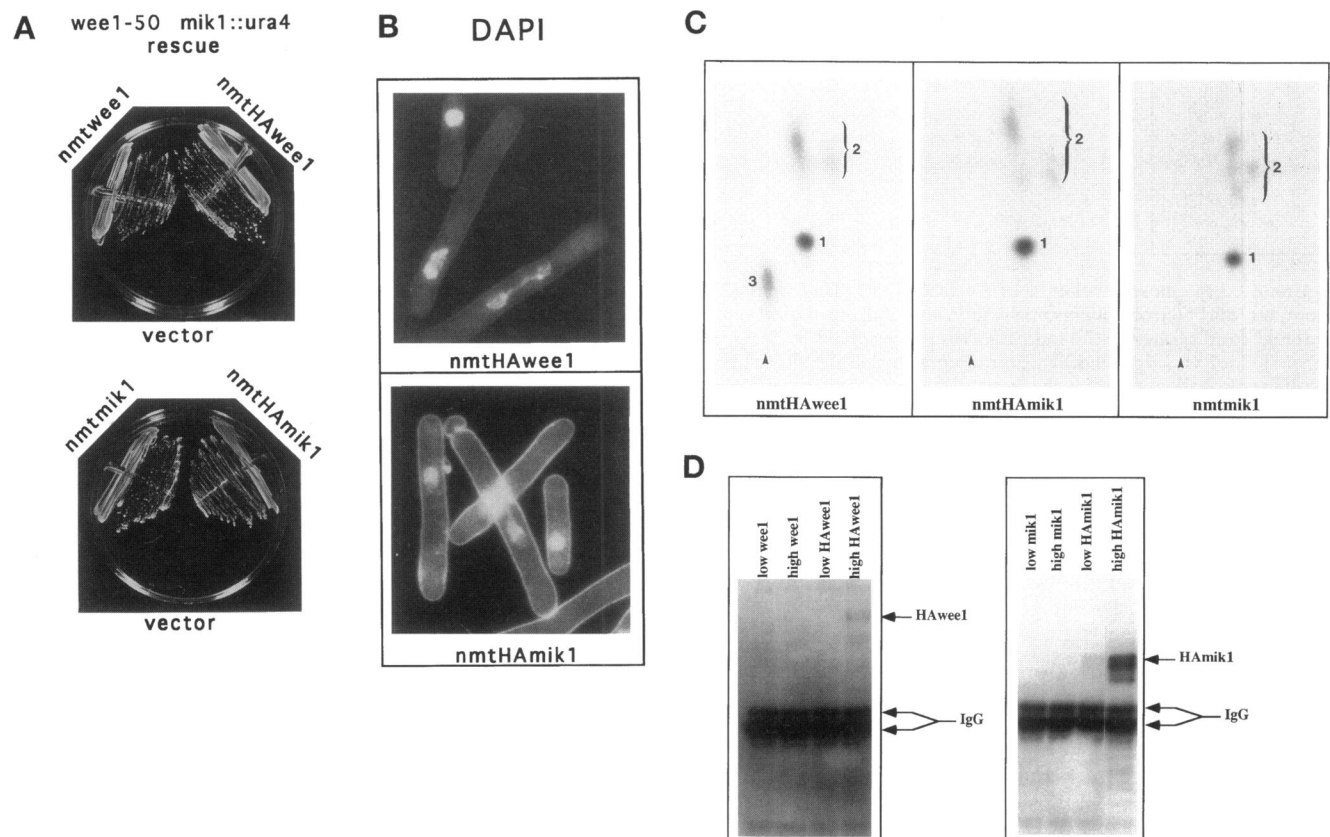 A
wee1-50 mik1::ura4
rescue
nmtwee1
nmtHAwee1
vector
nmtmik1
nmtHAmik1
vector
B
DAPI
nmtHAwee1
nmtHAmik1
C
2
1
3
nmtHAwee1
2
1
nmtHAmik1
2
1
nmtmik1
D
low wee1
high wee1
low HAwee1
high HAwee1
HAwee1
IgG
low mik1
high mik1
low HAmik1
high HAmik1
HAmik1
IgG